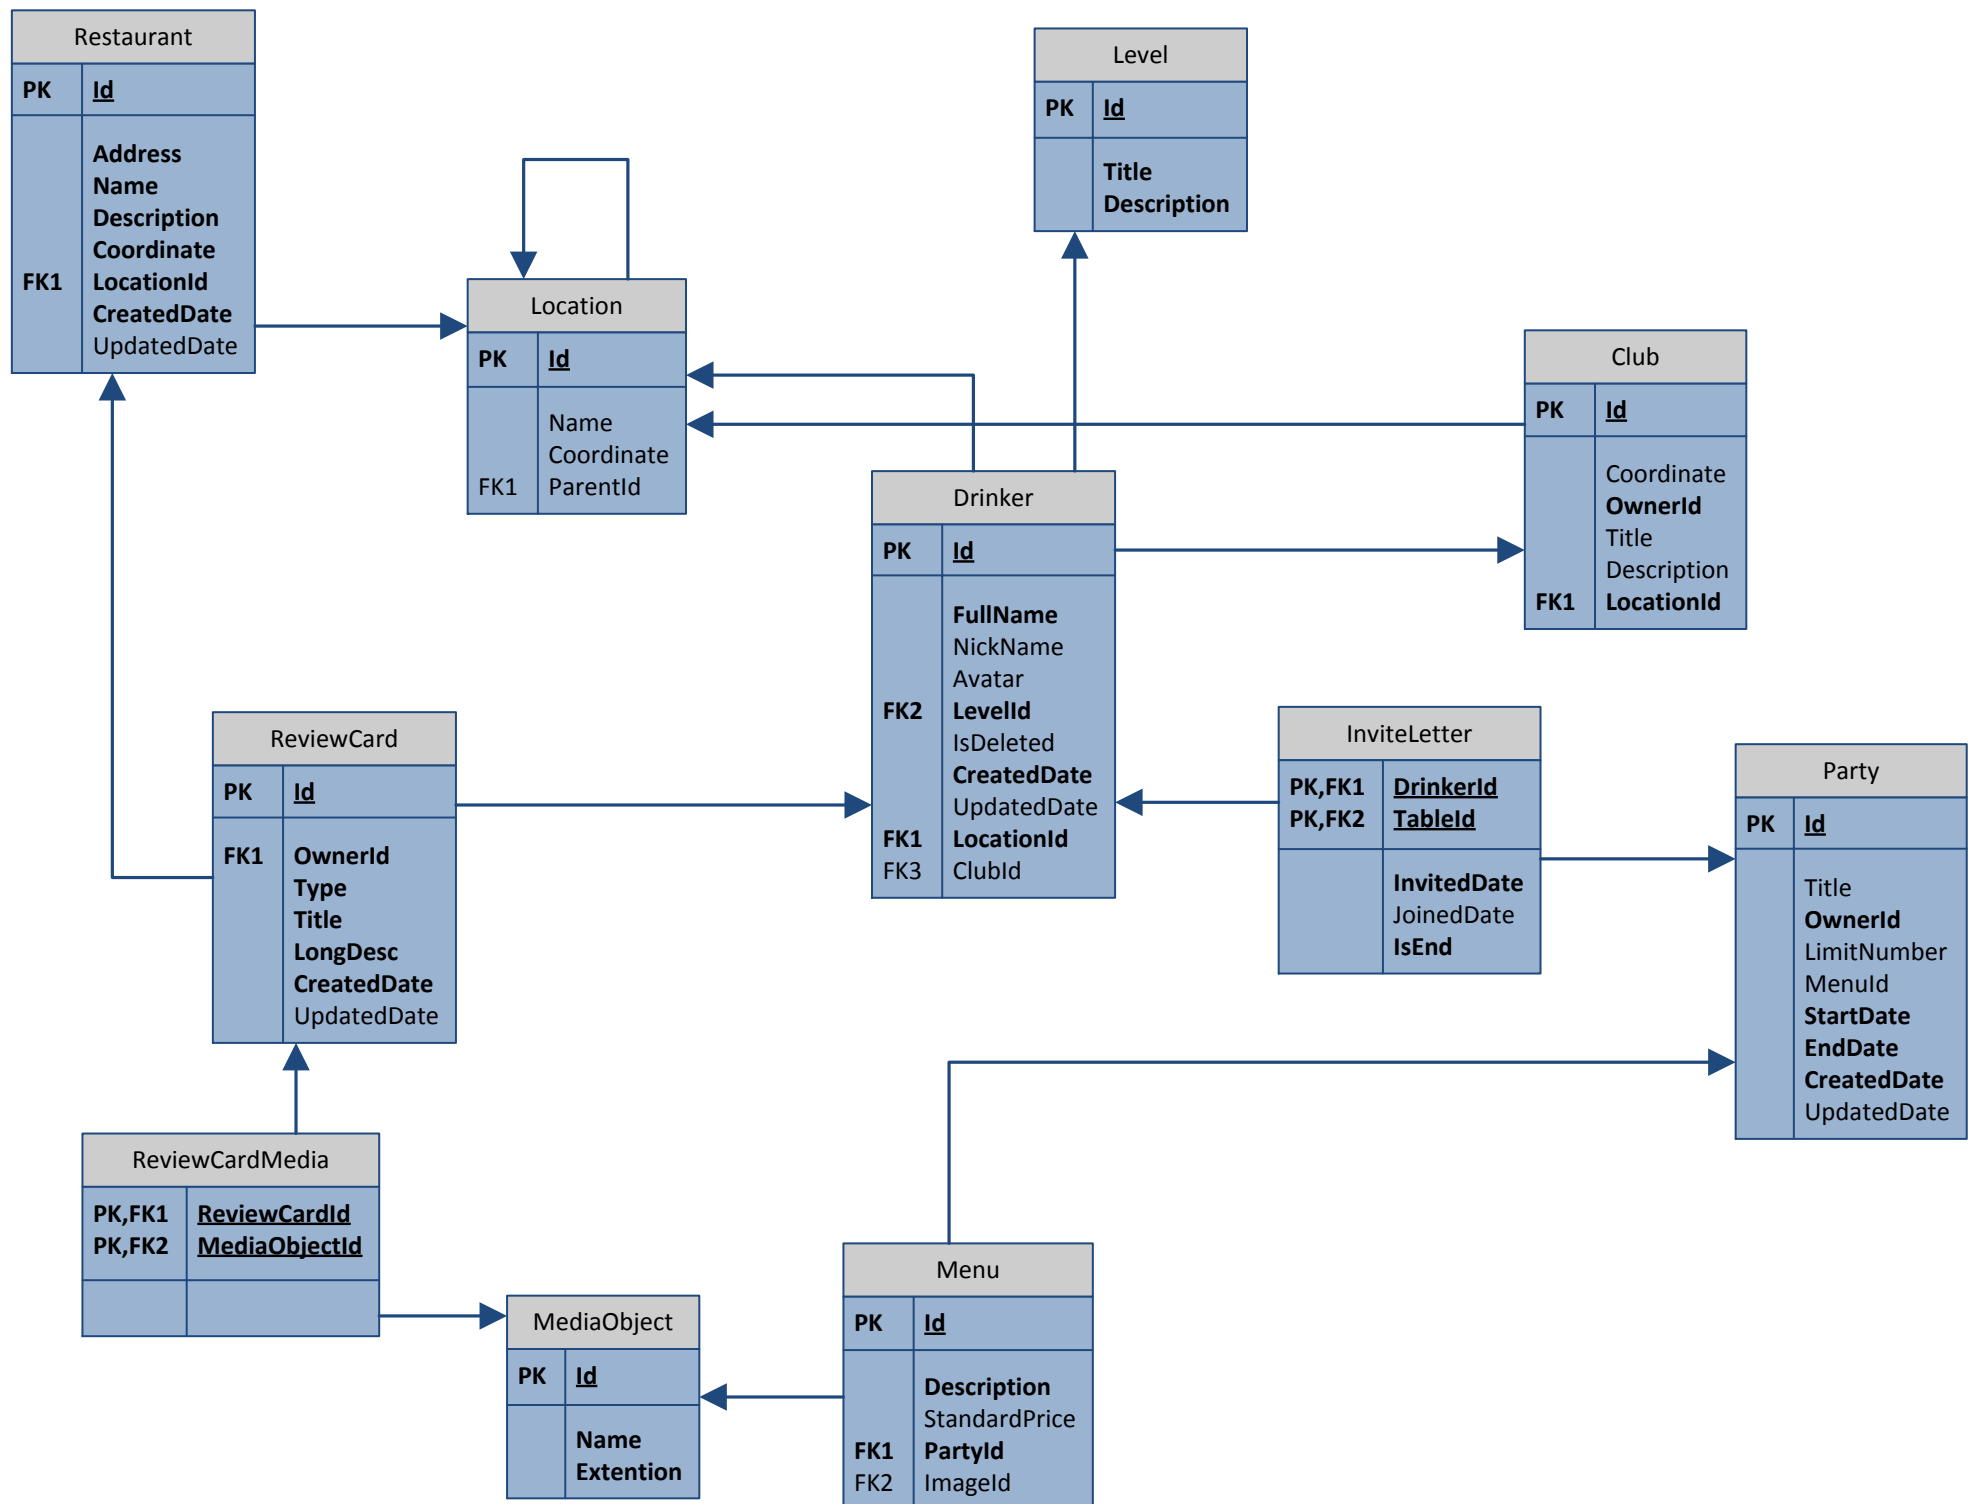 Restaurant
PK Id
Address
Name
Description
Coordinate
FK1 LocationId
CreatedDate
UpdatedDate
Level
PK Id
Title
Description
Location
PK Id
Name
Coordinate
FK1 ParentId
Club
PK Id
Coordinate
OwnerId
Title
Description
FK1 LocationId
Drinker
PK Id
FullName
NickName
Avatar
FK2 LevelId
IsDeleted
CreatedDate
UpdatedDate
FK1 LocationId
FK3 ClubId
ReviewCard
PK Id
FK1 OwnerId
Type
Title
LongDesc
CreatedDate
UpdatedDate
InviteLetter
PK,FK1 DrinkerId
PK,FK2 TableId
InvitedDate
JoinedDate
IsEnd
Party
PK Id
Title
OwnerId
LimitNumber
MenuId
StartDate
EndDate
CreatedDate
UpdatedDate
ReviewCardMedia
PK,FK1 ReviewCardId
PK,FK2 MediaObjectId
MediaObject
PK Id
Name
Extention
Menu
PK Id
Description
StandardPrice
FK1 PartyId
FK2 ImageId